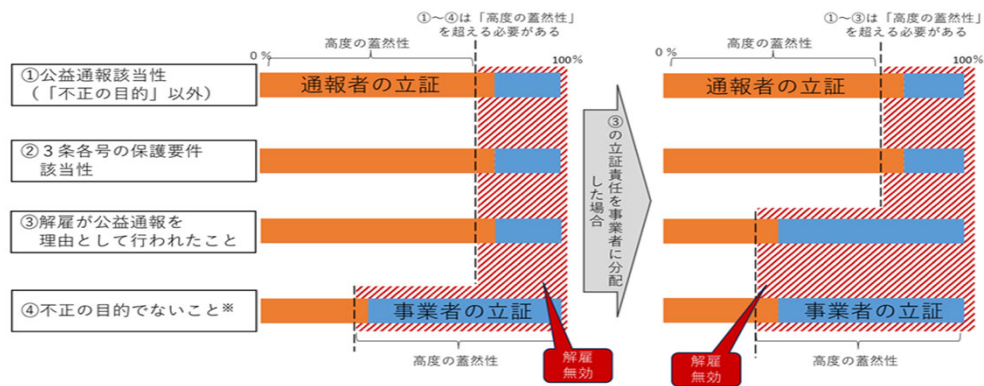 ①~④は「高度の蓋然性」
を超える必要がある
①~③は「高度の蓋然性」
を超える必要がある
高度の蓋然性
高度の蓋然性
0 %
100%
0 %
100%
①公益通報該当性
(「不正の目的」以外)
通報者の立証
通報者の立証
②3条各号の保護要件
該当性
③の立証責任を事業者に分配
した場合
③解雇が公益通報を
理由として行われたこと
④不正の目的でないこと※
事業者の立証
事業者の立証
高度の蓋然性
高度の蓋然性
解雇
無効
解雇
無効